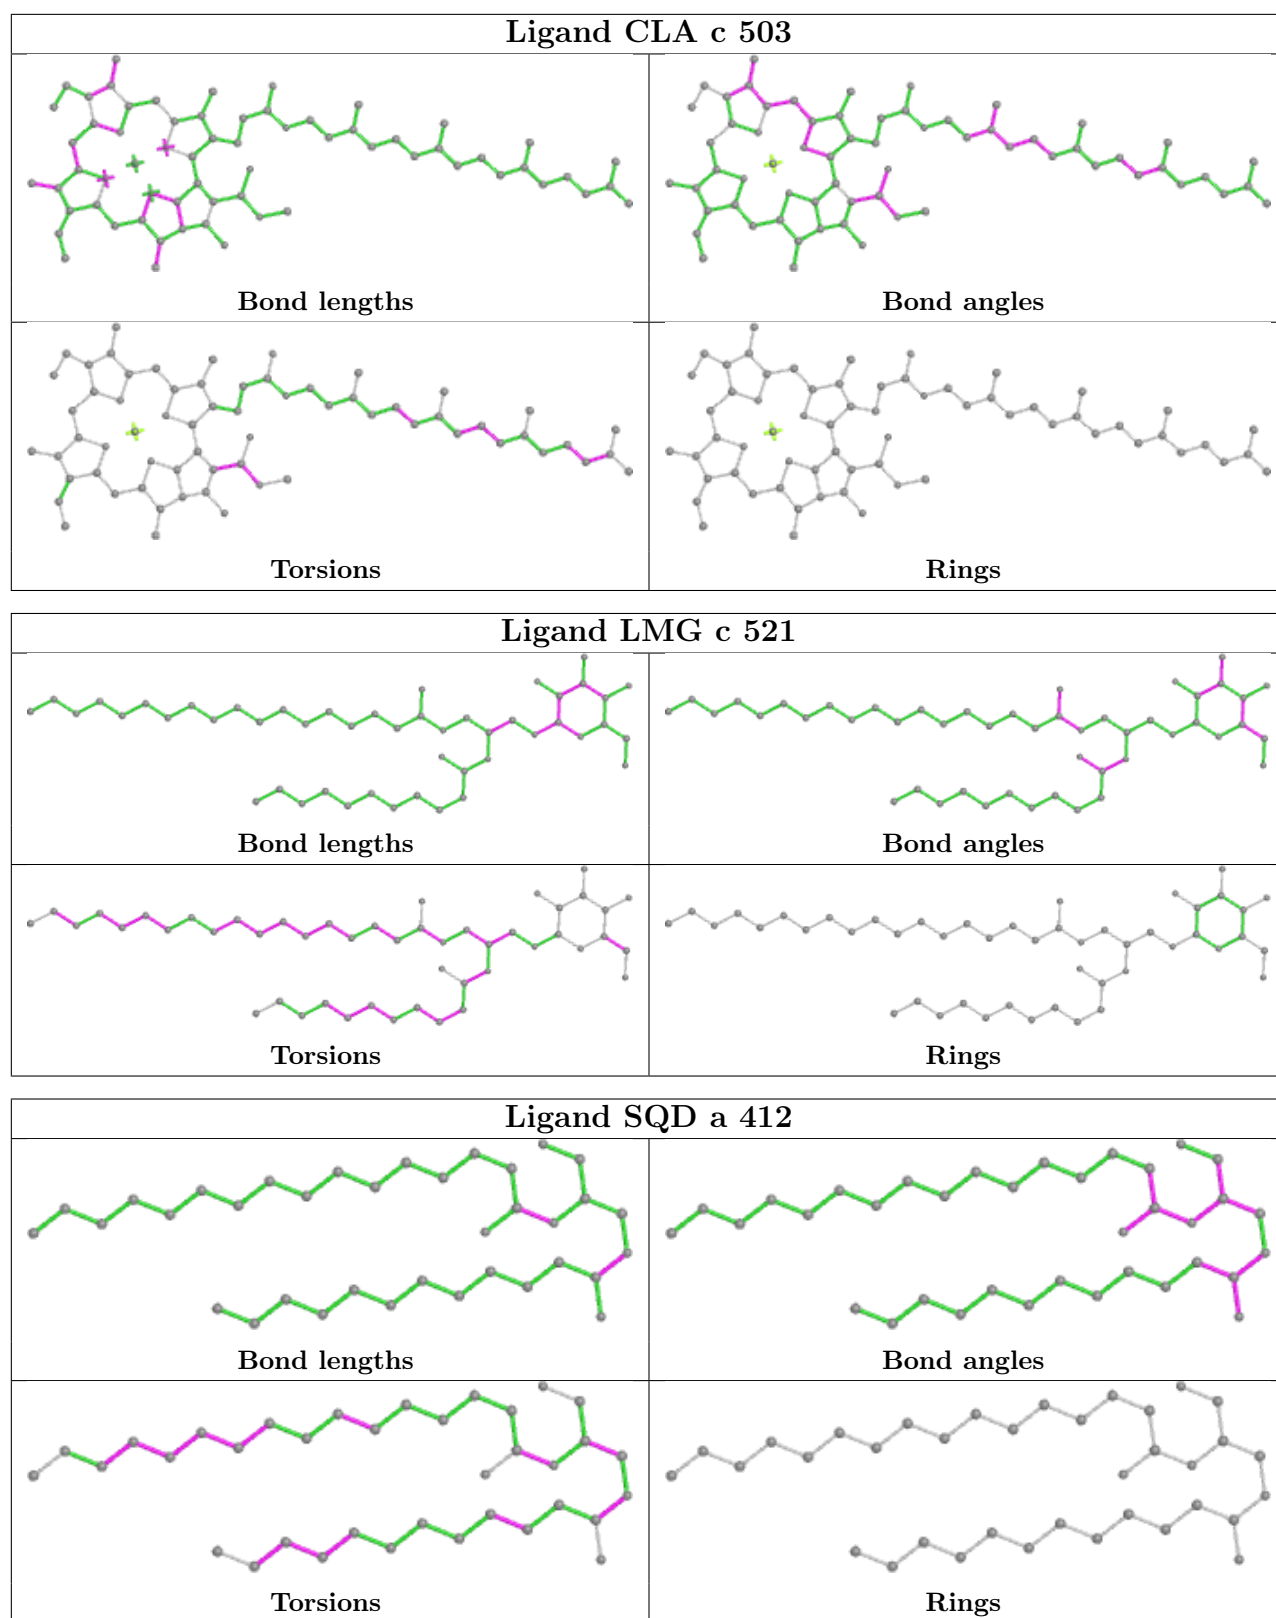 Ligand CLA c 503
Bond lengths
Bond angles
Torsions
Rings
Ligand LMG c 521
Bond lengths
Bond angles
Torsions
Rings
Ligand SQD a 412
Bond lengths
Bond angles
Torsions
Rings